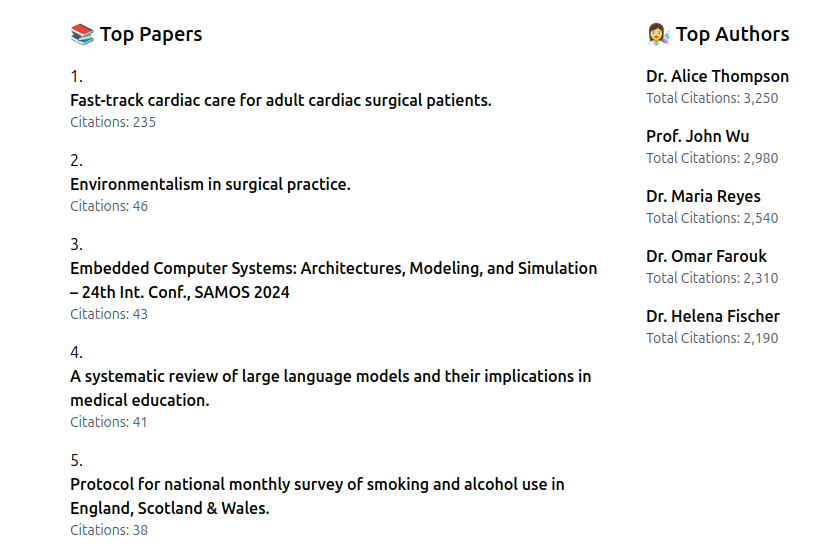 📚 Top Papers
1.
Fast-track cardiac care for adult cardiac surgical patients.
Citations: 235
2.
Environmentalism in surgical practice.
Citations: 46
3.
Embedded Computer Systems: Architectures, Modeling, and Simulation
– 24th Int. Conf., SAMOS 2024
Citations: 43
4.
A systematic review of large language models and their implications in
medical education.
Citations: 41
5.
Protocol for national monthly survey of smoking and alcohol use in
England, Scotland & Wales.
Citations: 38
👩‍🔬 Top Authors
Dr. Alice Thompson
Total Citations: 3,250
Prof. John Wu
Total Citations: 2,980
Dr. Maria Reyes
Total Citations: 2,540
Dr. Omar Farouk
Total Citations: 2,310
Dr. Helena Fischer
Total Citations: 2,190